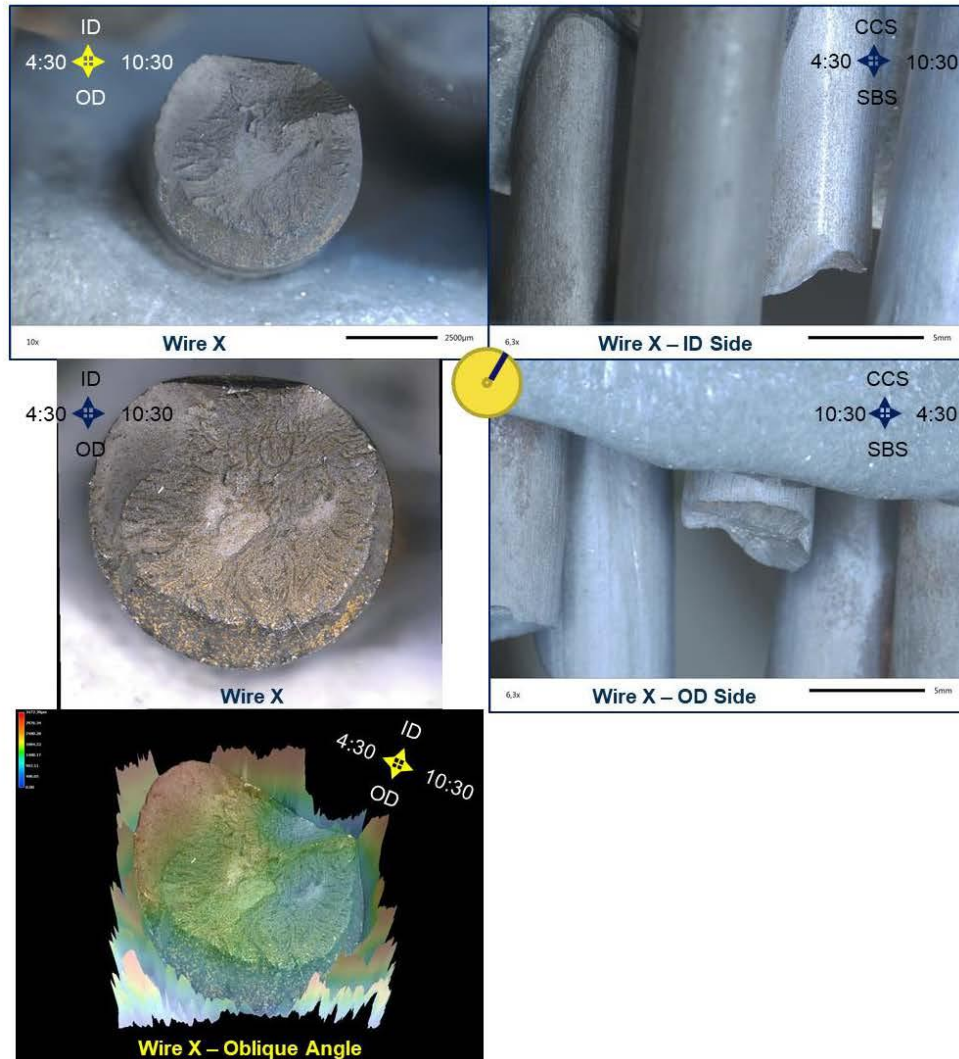 ID
4:30 10:30
OD
10x
Wire X
2500µm
CCS
4:30 10:30
SBS
6,3x
Wire X – ID Side
5mm
ID
4:30 10:30
OD
Wire X
CCS
10:30 4:30
SBS
6,3x
Wire X – OD Side
5mm
ID
4:30 10:30
OD
0.00
Wire X – Oblique Angle